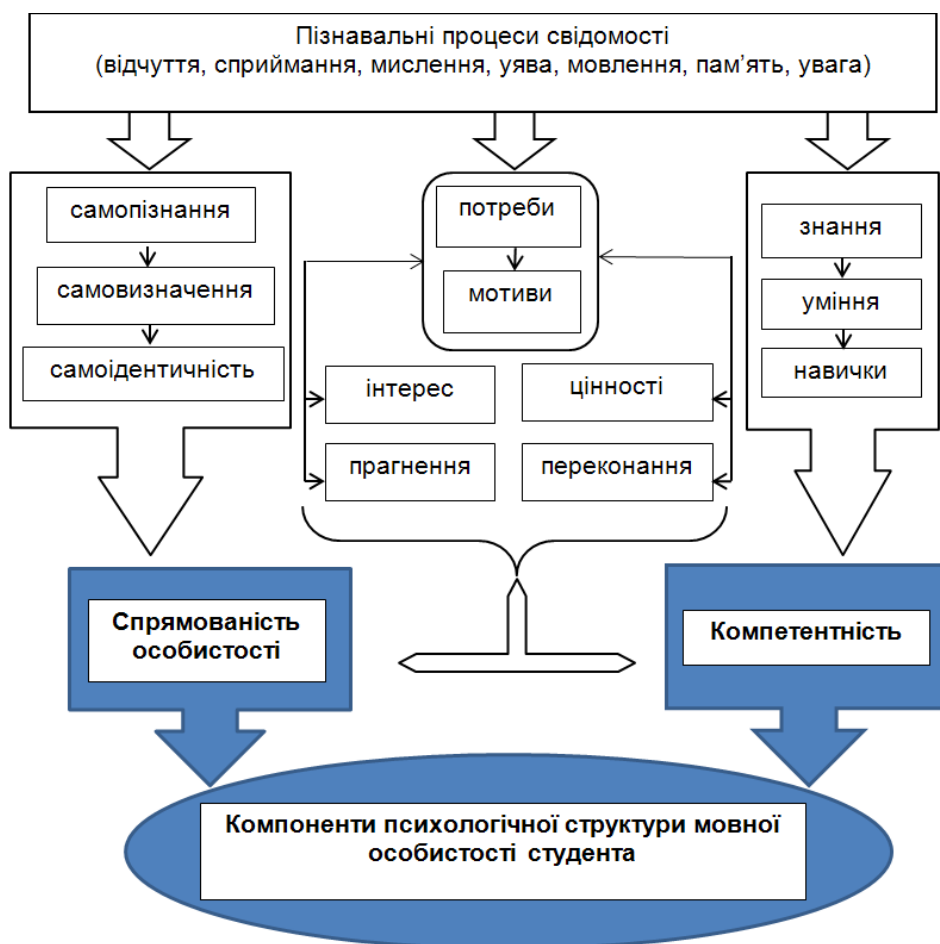 Пізнавальні процеси свідомості
(відчуття, сприймання, мислення, уява, мовлення, пам’ять, увага)
самопізнання
самовизначення
самоідентичність
потреби
мотиви
інтерес
цінності
прагнення
переконання
знання
уміння
навички
Спрямованість
особистості
Компетентність
Компоненти психологічної структури мовної
особистості студента